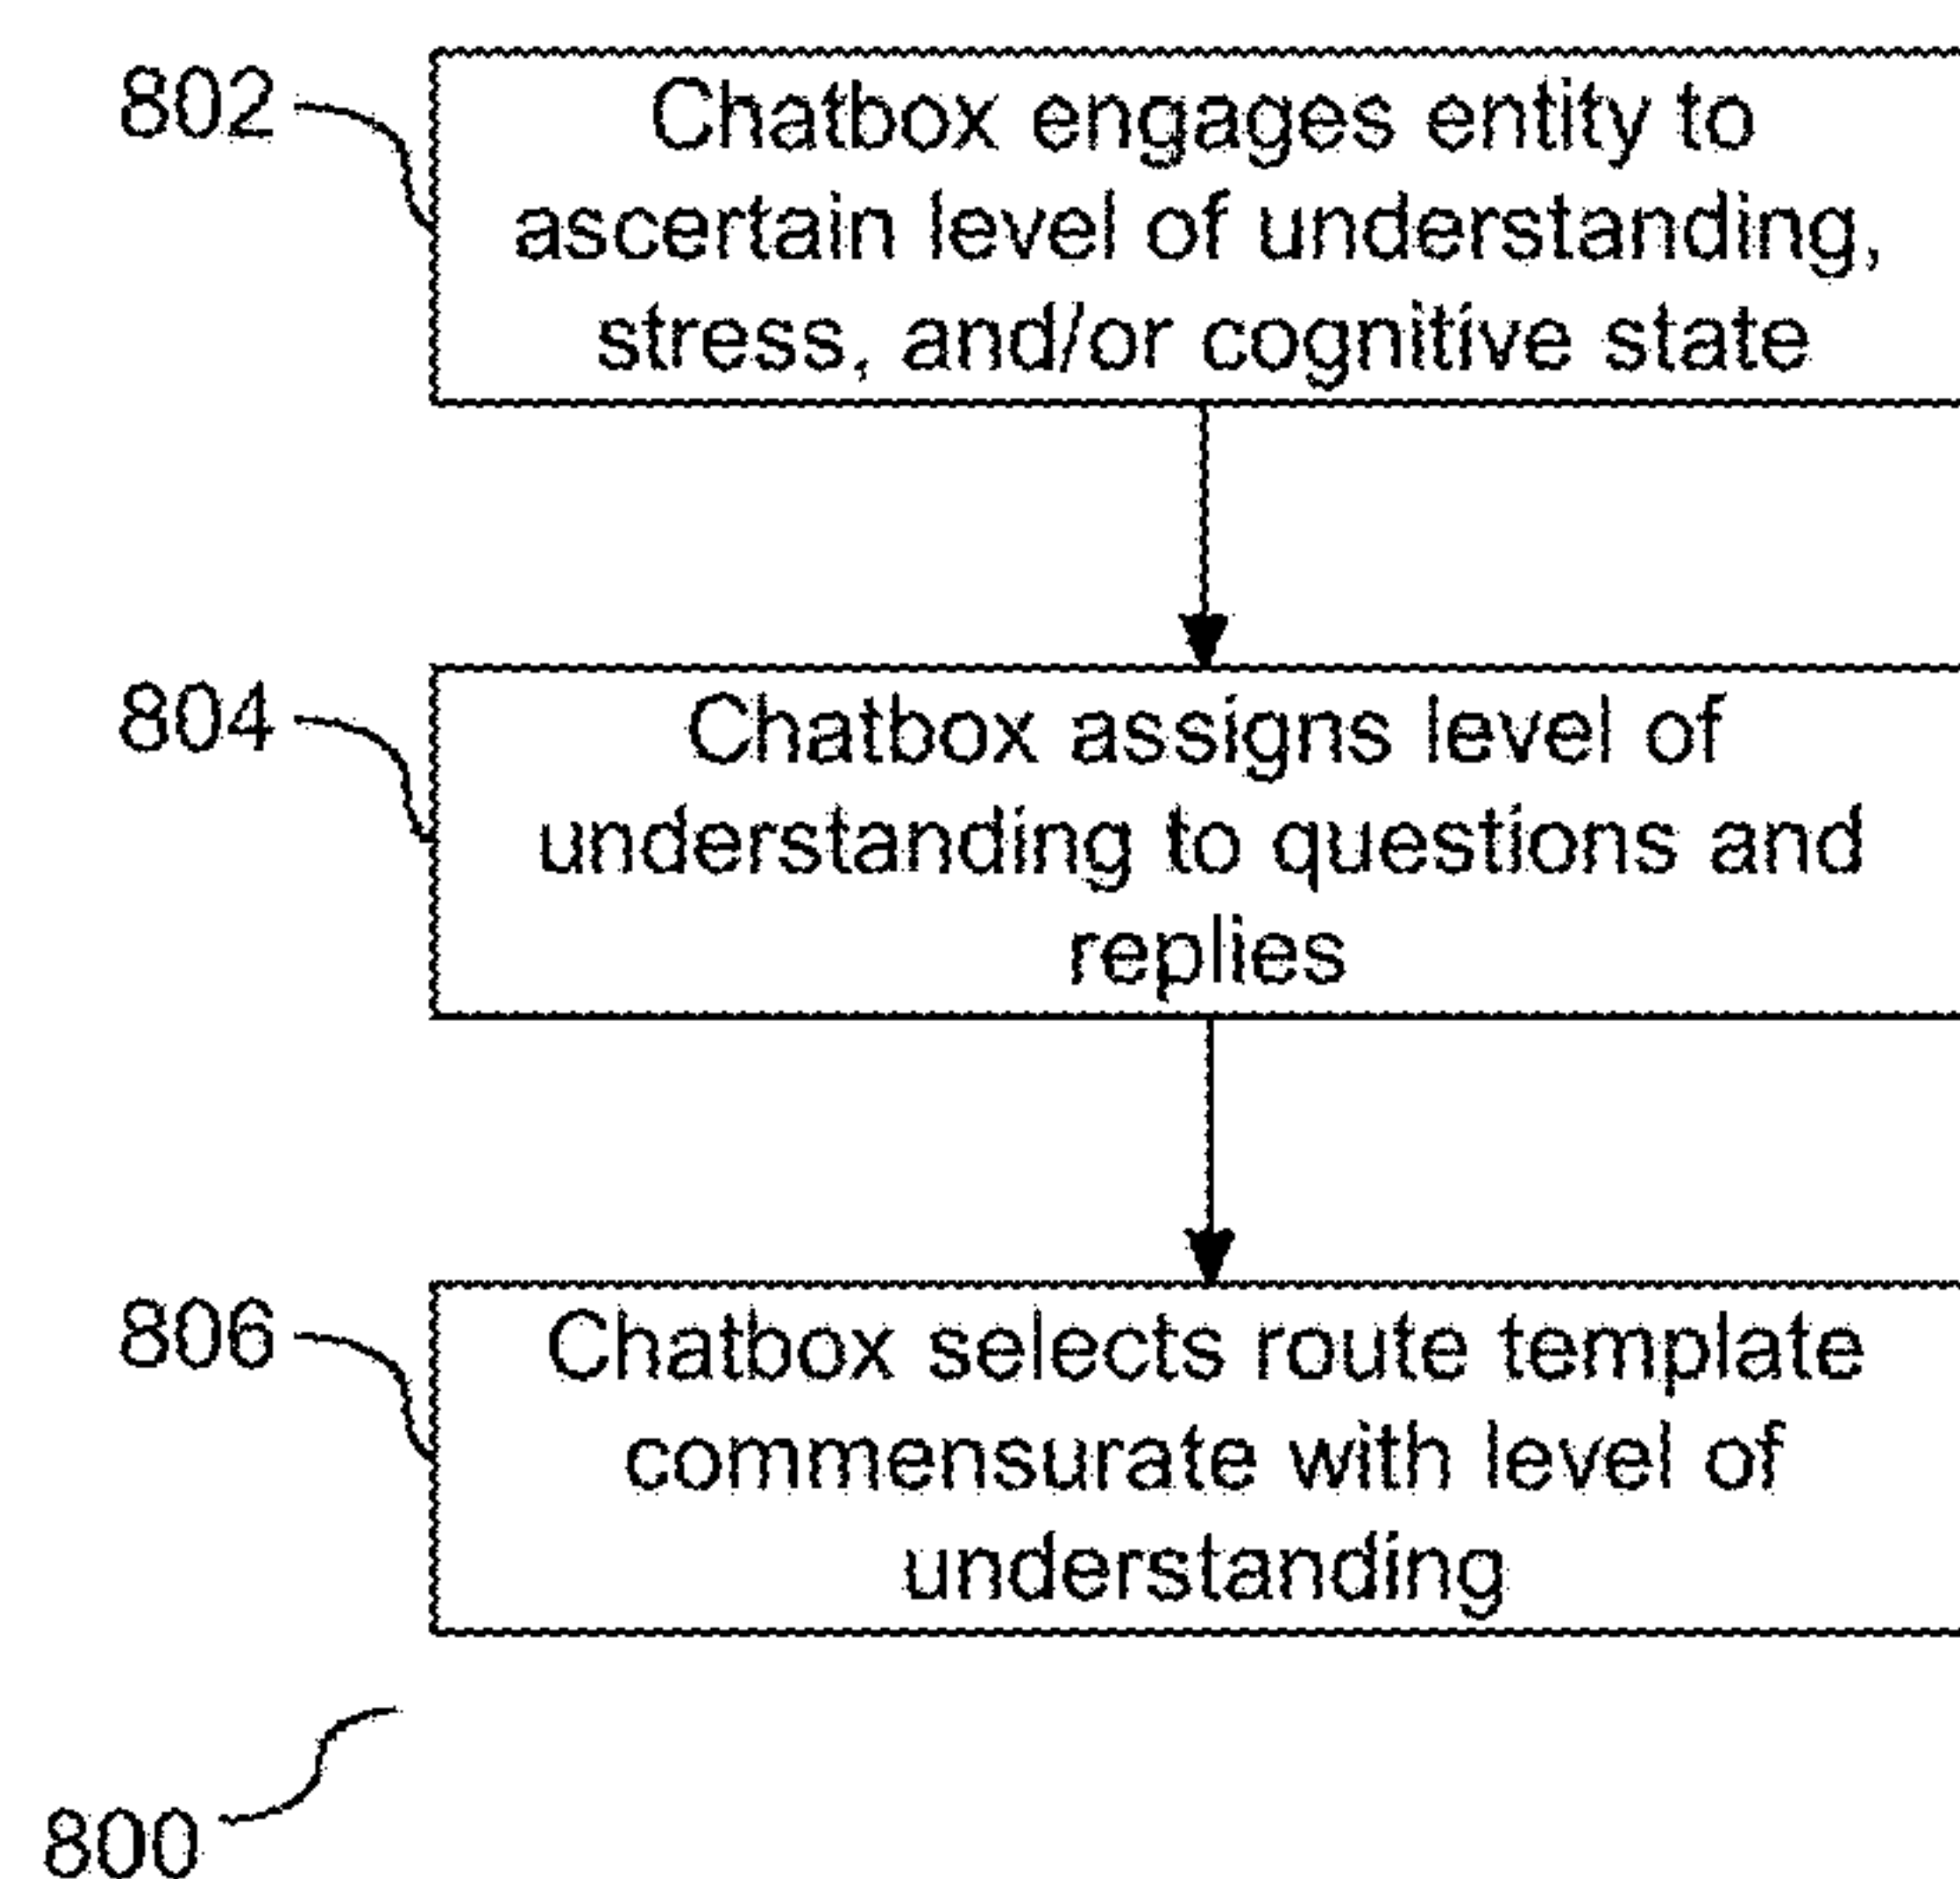 802
Chatbox engages entity to
ascertain level of understanding,
stress, and/or cognitive state
804
Chatbox assigns level of
understanding to questions and
replies
806
Chatbox selects route template
commensurate with level of
understanding
800